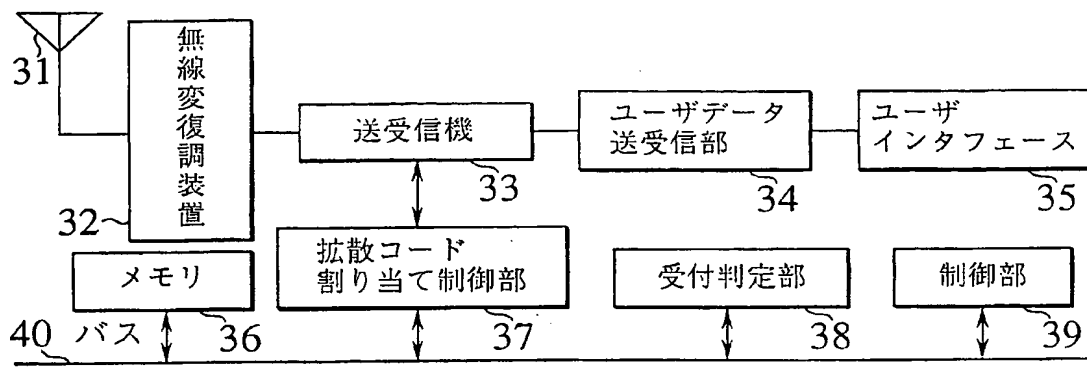 31
無線変復調装置
32
送受信機
33
ユーザデータ
送受信部
34
ユーザ
インタフェース
35
メモリ
36
拡散コード
割り当て制御部
37
受付判定部
38
制御部
39
40
バス